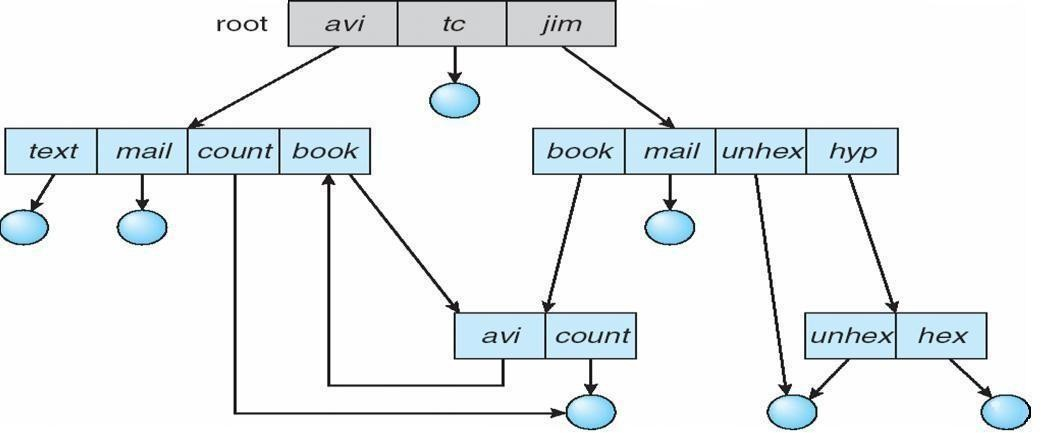 root avi tc jim
text mail count book
book mail unhex hyp
avi count
unhex hex